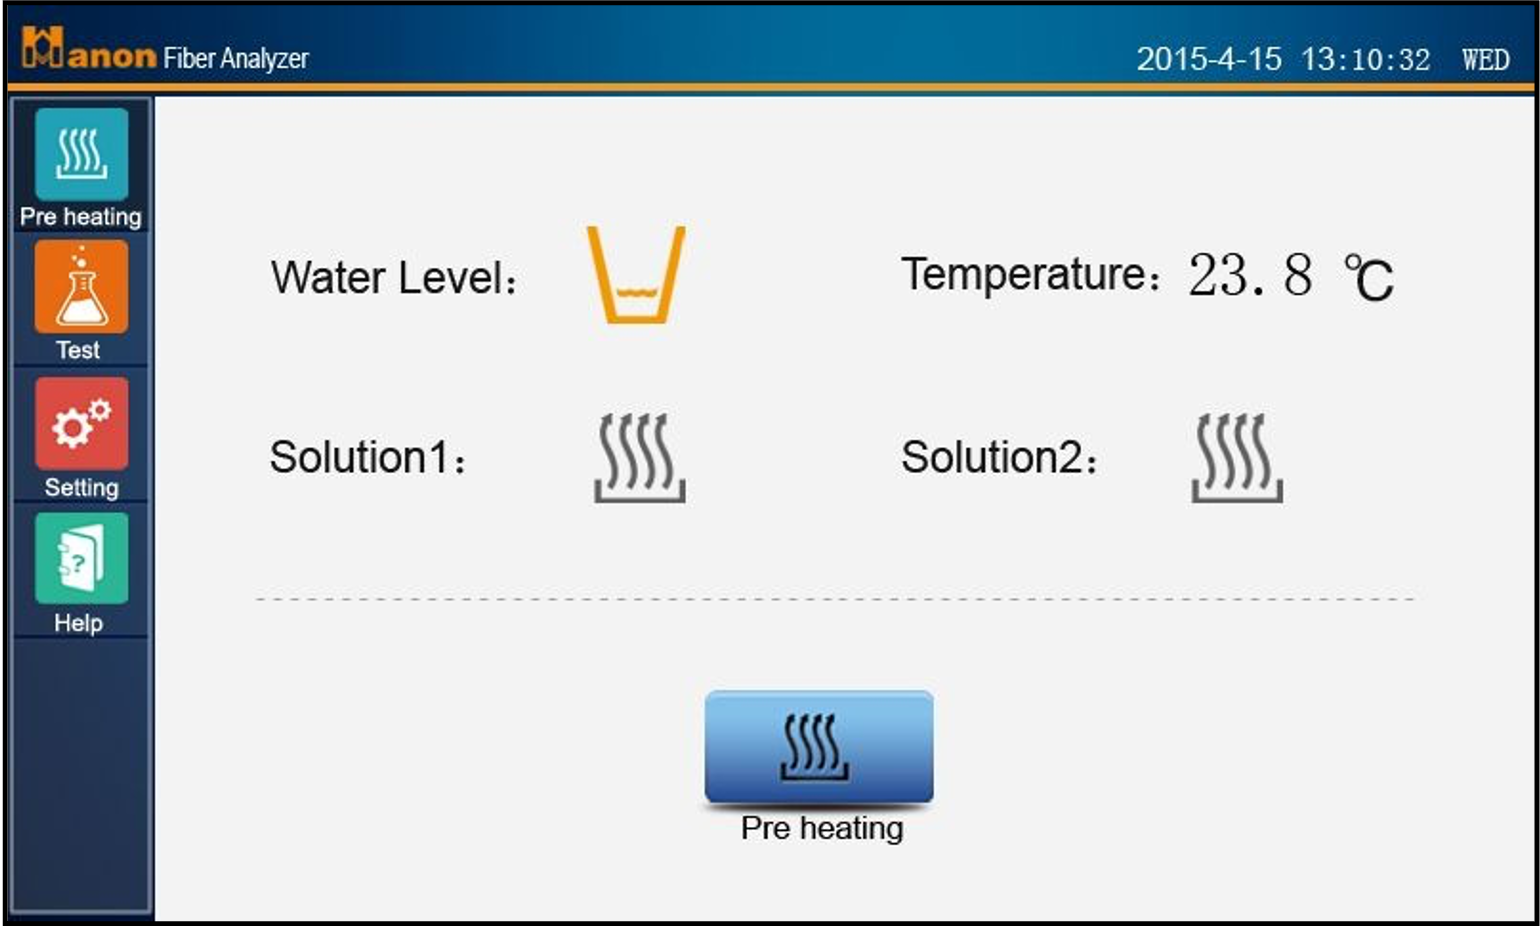 Hanon Fiber Analyzer
2015-4-15 13:10:32 WED
Pre heating
Test
Setting
?
Help
Water Level：
Temperature：23.8 ℃
Solution1：
Solution2：
Pre heating